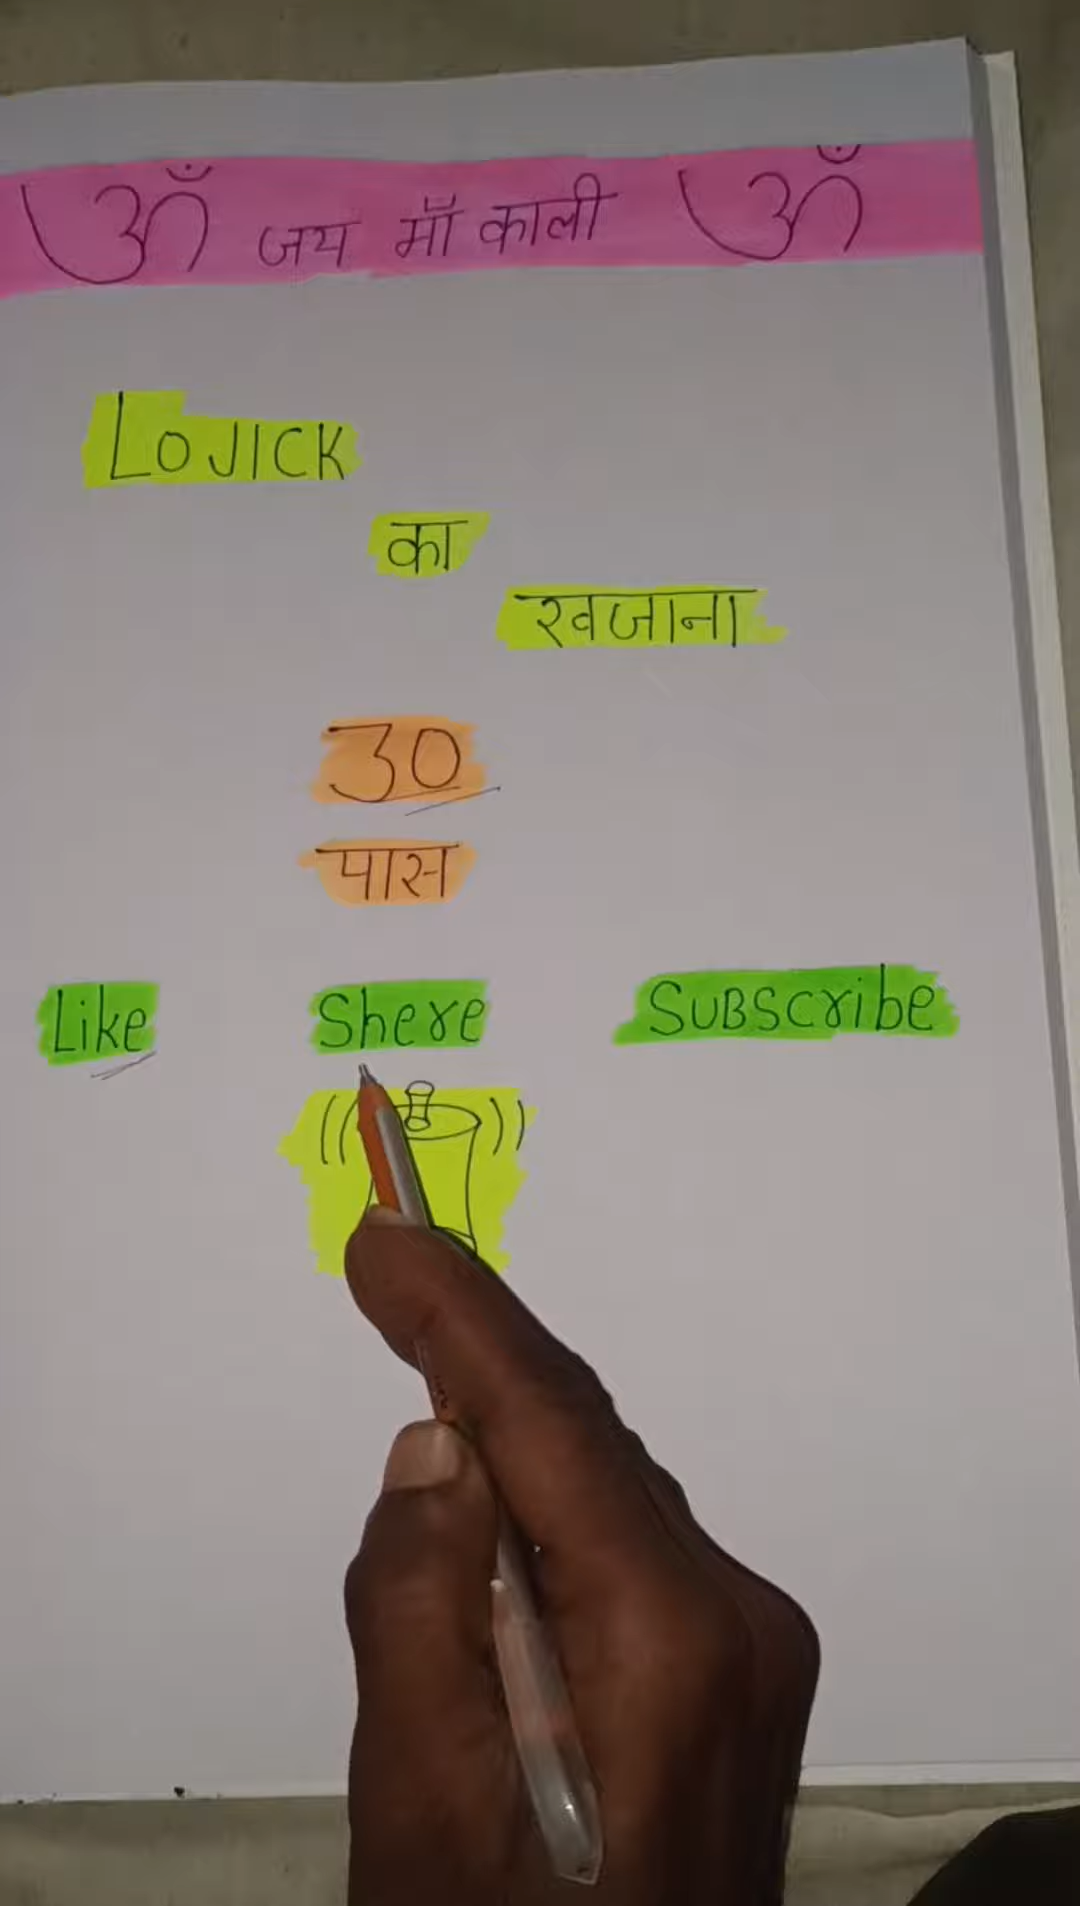 ॐ जय माँ काली ॐ
LOJICK
का
खजाना
30
पास
Like Shere SUBSCribe